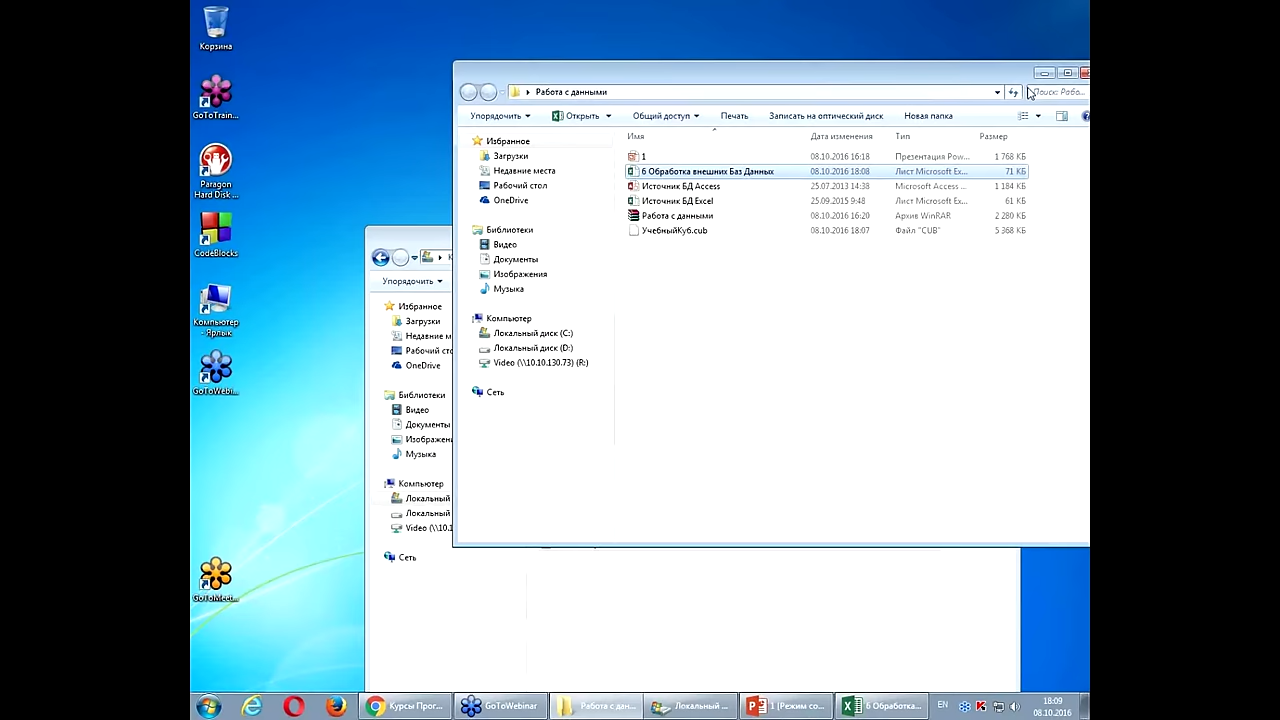 Корзина
GoToTrain...
Paragon
Hard Disk ...
CodeBlocks
Компьютер
- Ярлык
GoToWebi...
GoToMeet...
Работа с данными
Поиск: Рабо...
Упорядочить
Открыть
Общий доступ
Печать
Записать на оптический диск
Новая папка
Избранное
Загрузки
Недавние места
Рабочий стол
OneDrive
Библиотеки
Видео
Документы
Изображения
Музыка
Компьютер
Локальный диск (C:)
Локальный диск (D:)
Video (\\10.10.130.73) (R:)
Сеть
Имя Дата изменения Тип Размер
1 08.10.2016 16:18 Презентация Pow... 1 768 КБ
6 Обработка внешних Баз Данных 08.10.2016 18:08 Лист Microsoft Ex... 71 КБ
Источник БД Access 25.07.2013 14:38 Microsoft Access ... 1 184 КБ
Источник БД Excel 25.09.2015 9:48 Лист Microsoft Ex... 61 КБ
Работа с данными 08.10.2016 16:20 Архив WinRAR 2 280 КБ
УчебныйКуб.cub 08.10.2016 18:07 Файл "CUB" 5 368 КБ
Упорядочить
Избранное
Загрузки
Недавние м
Рабочий сто
OneDrive
Библиотеки
Видео
Документы
Изображени
Музыка
Компьютер
Локальный
Локальный
Video (\\10.1
Сеть
Курсы Прог...
GoToWebinar
Работа с дан...
Локальный ...
1 [Режим со...
6 Обработка...
EN
18:09
08.10.2016